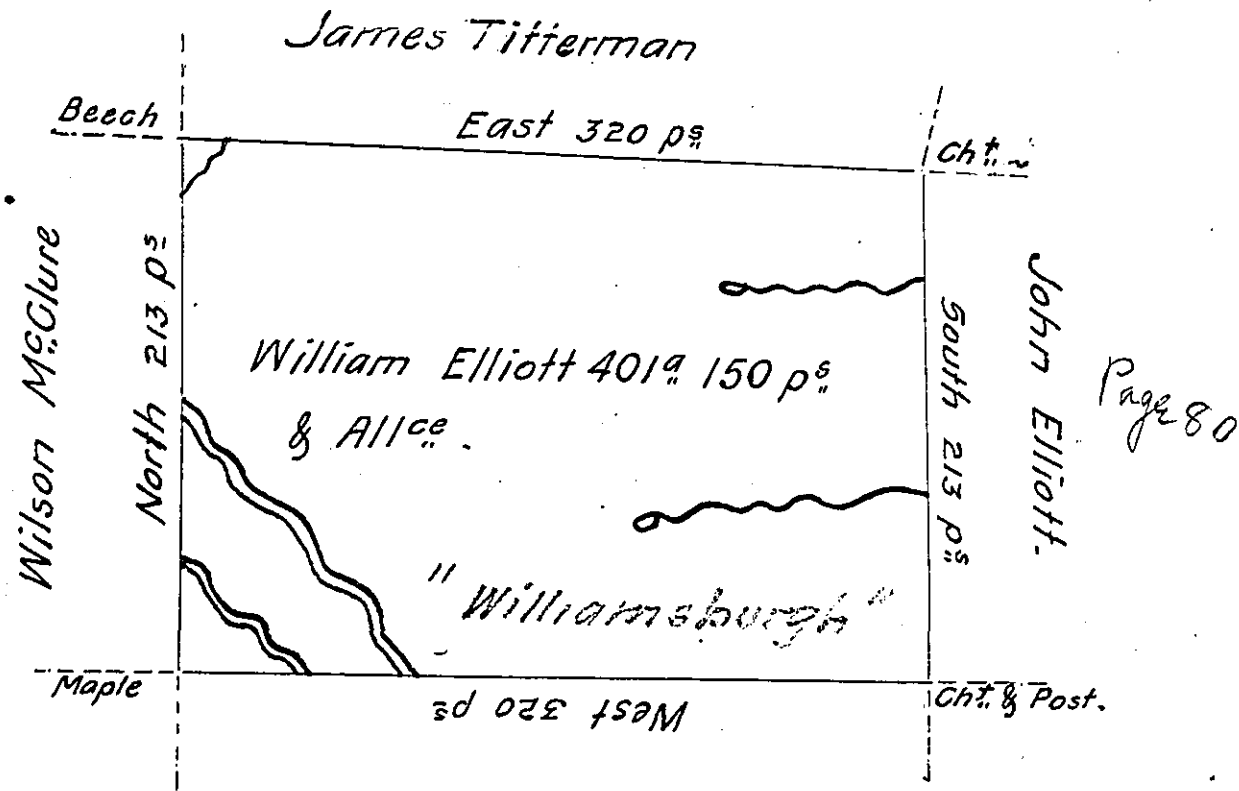 James Titterman
Beech
East 320 pˢ
Chᵗ. ~
Wilson McClure
North 213 pˢ
William Elliott 401ᵃ 150 pˢ
& Allᶜᵉ.
South 213 pˢ
John Elliott.
Page 80
"Williamsburgh"
Maple
West 320 pˢ
Chᵗ. & Post.